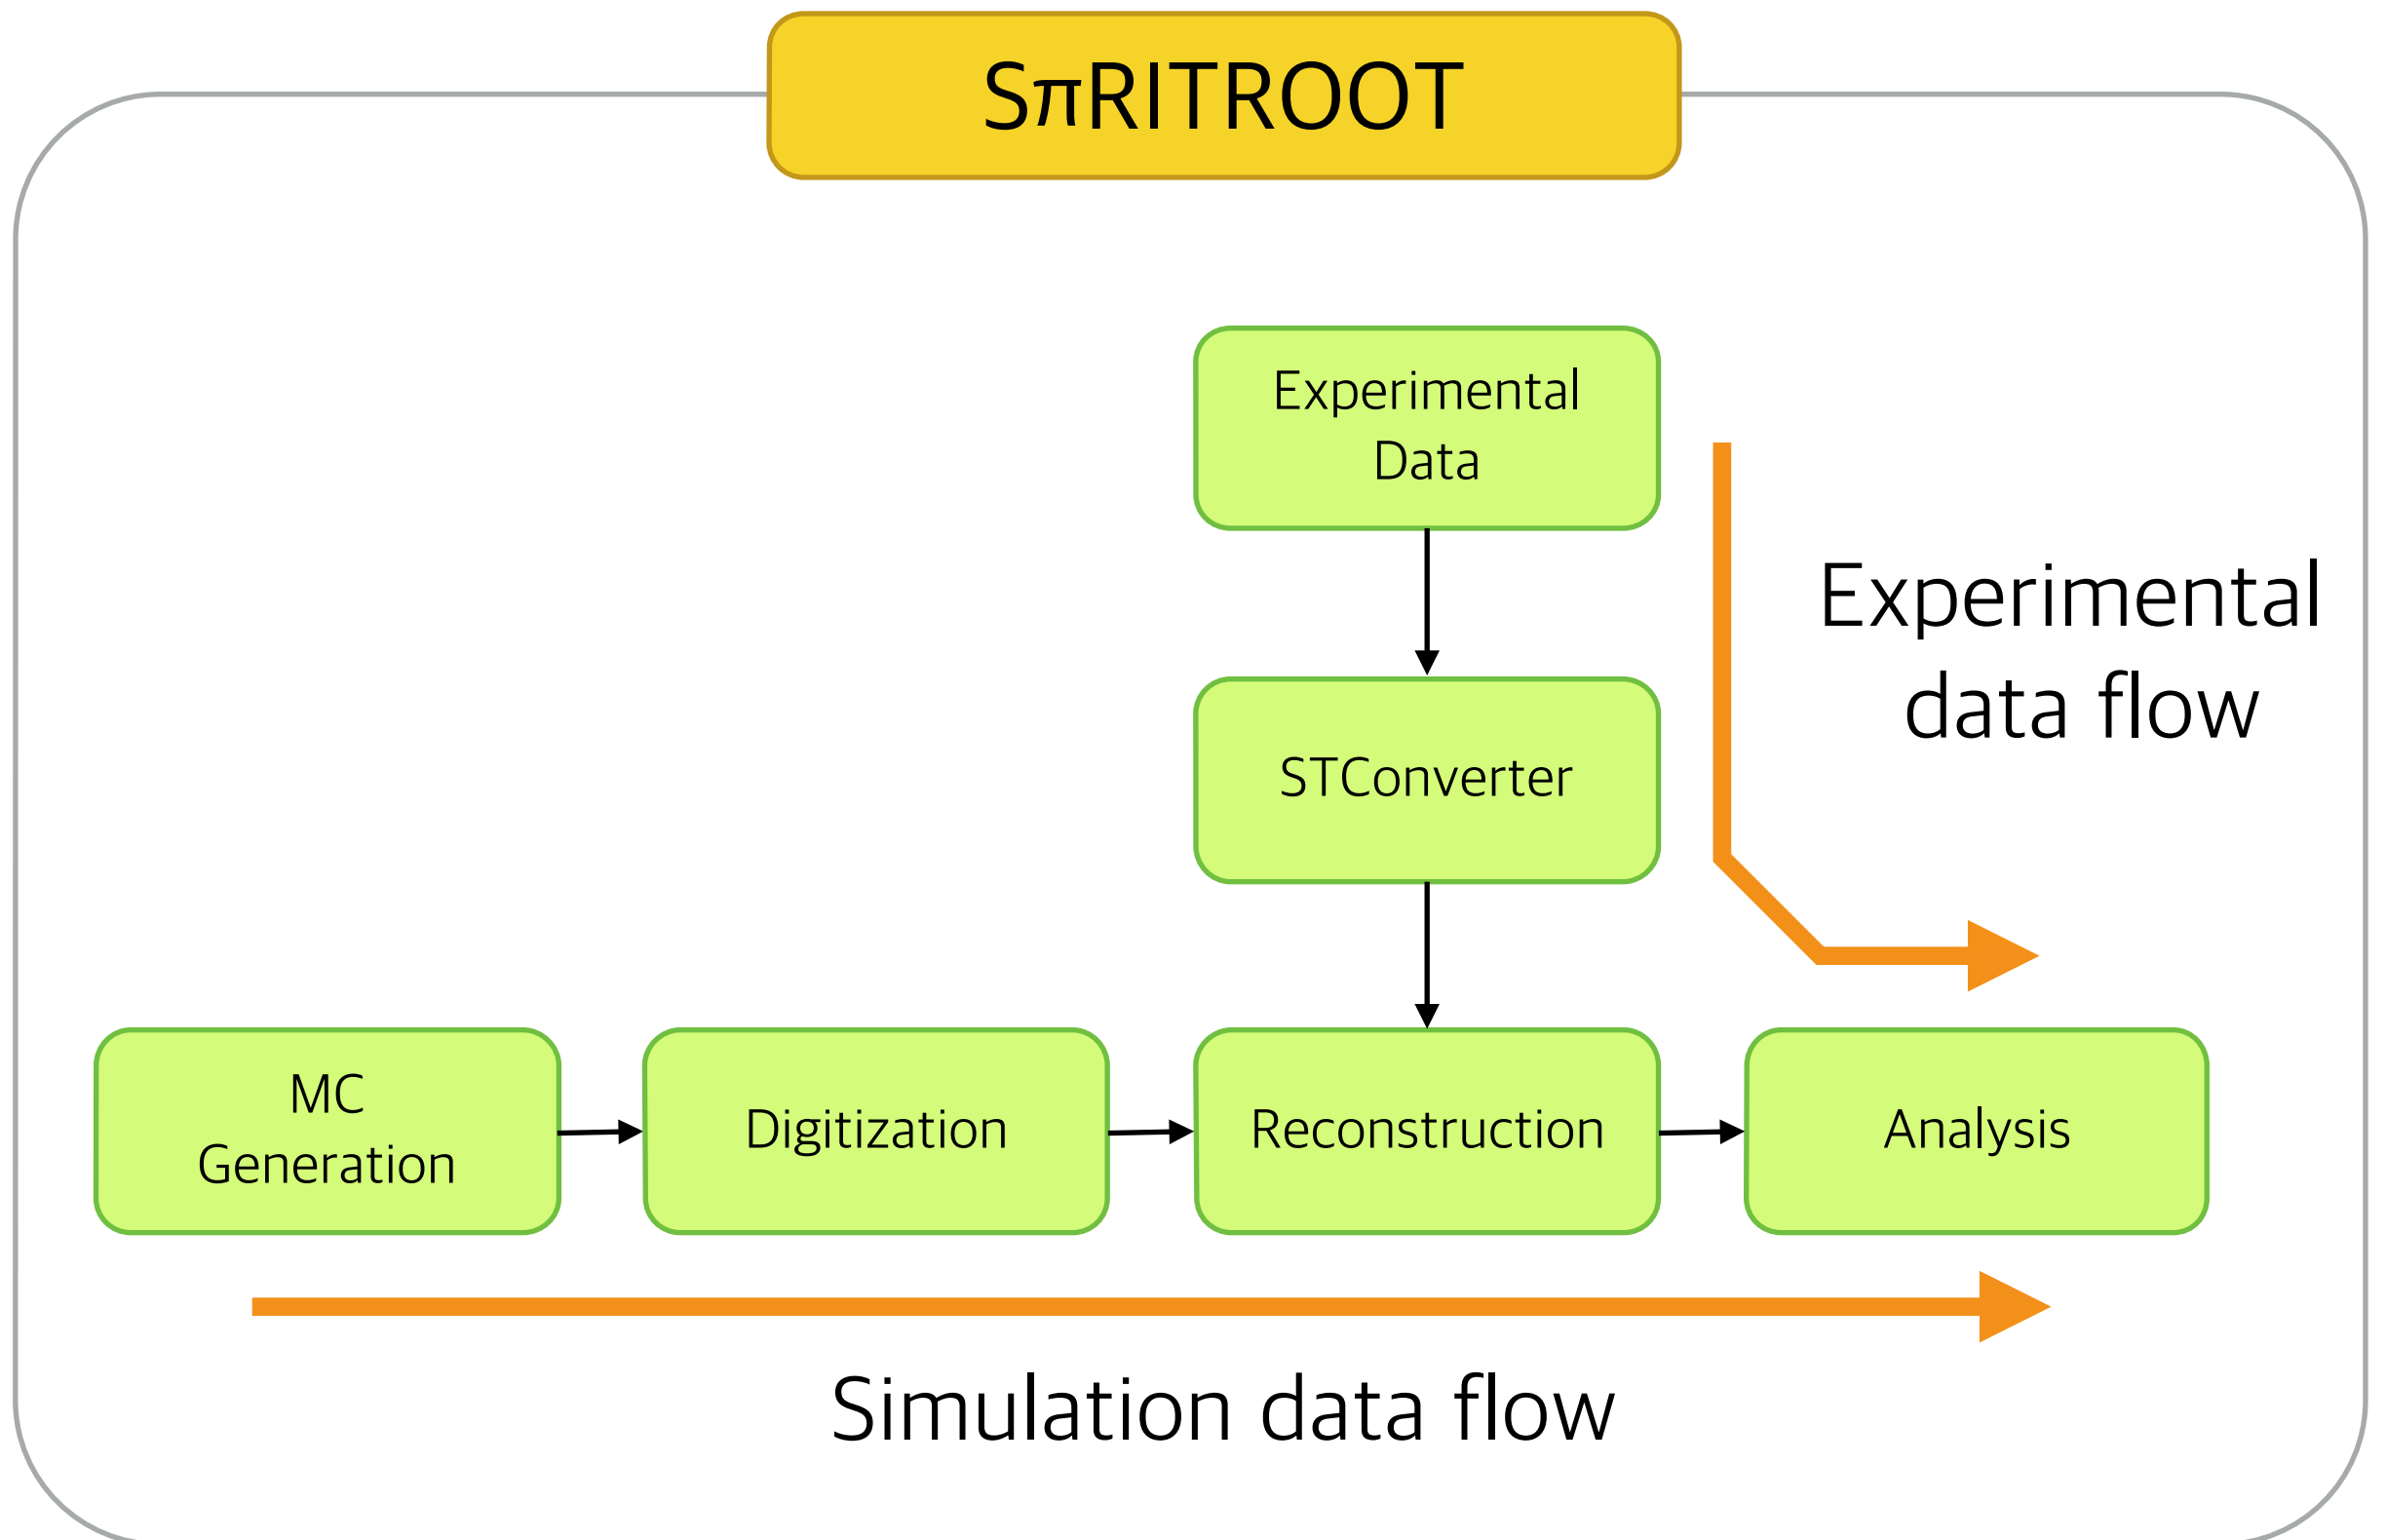 SπRITROOT
Experimental
Data
Experimental
data flow
STConverter
MC
Generation
Digitization
Reconstruction
Analysis
Simulation data flow